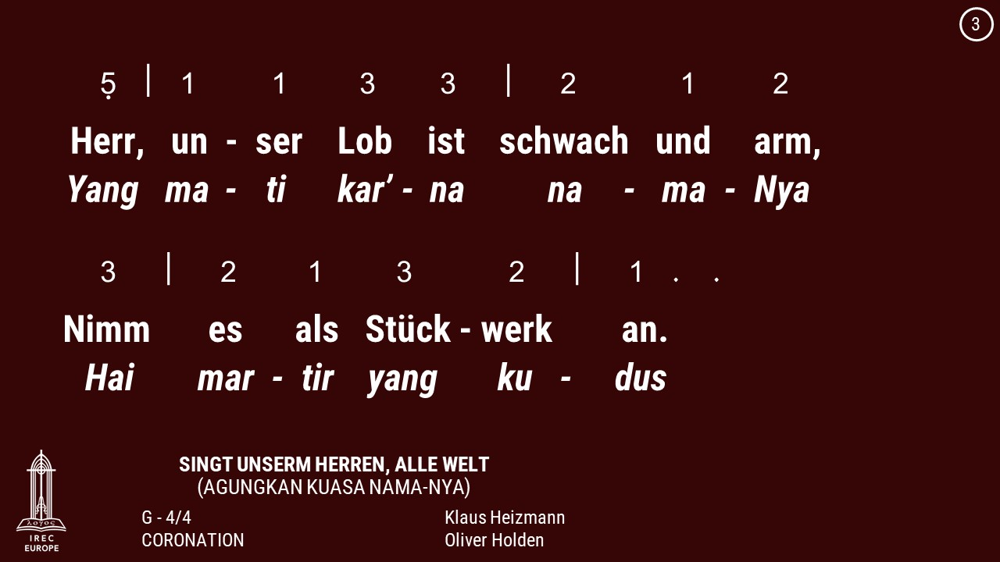 3
5̣ | 1 1 3 3 | 2 1 2
Herr, un - ser Lob ist schwach und arm,
Yang ma - ti kar’ - na na - ma - Nya
3 | 2 1 3 2 | 1 . .
Nimm es als Stück - werk an.
Hai mar - tir yang ku - dus
SINGT UNSERM HERREN, ALLE WELT
(AGUNGKAN KUASA NAMA-NYA)
G - 4/4 Klaus Heizmann
CORONATION Oliver Holden
λογος
IREC
EUROPE